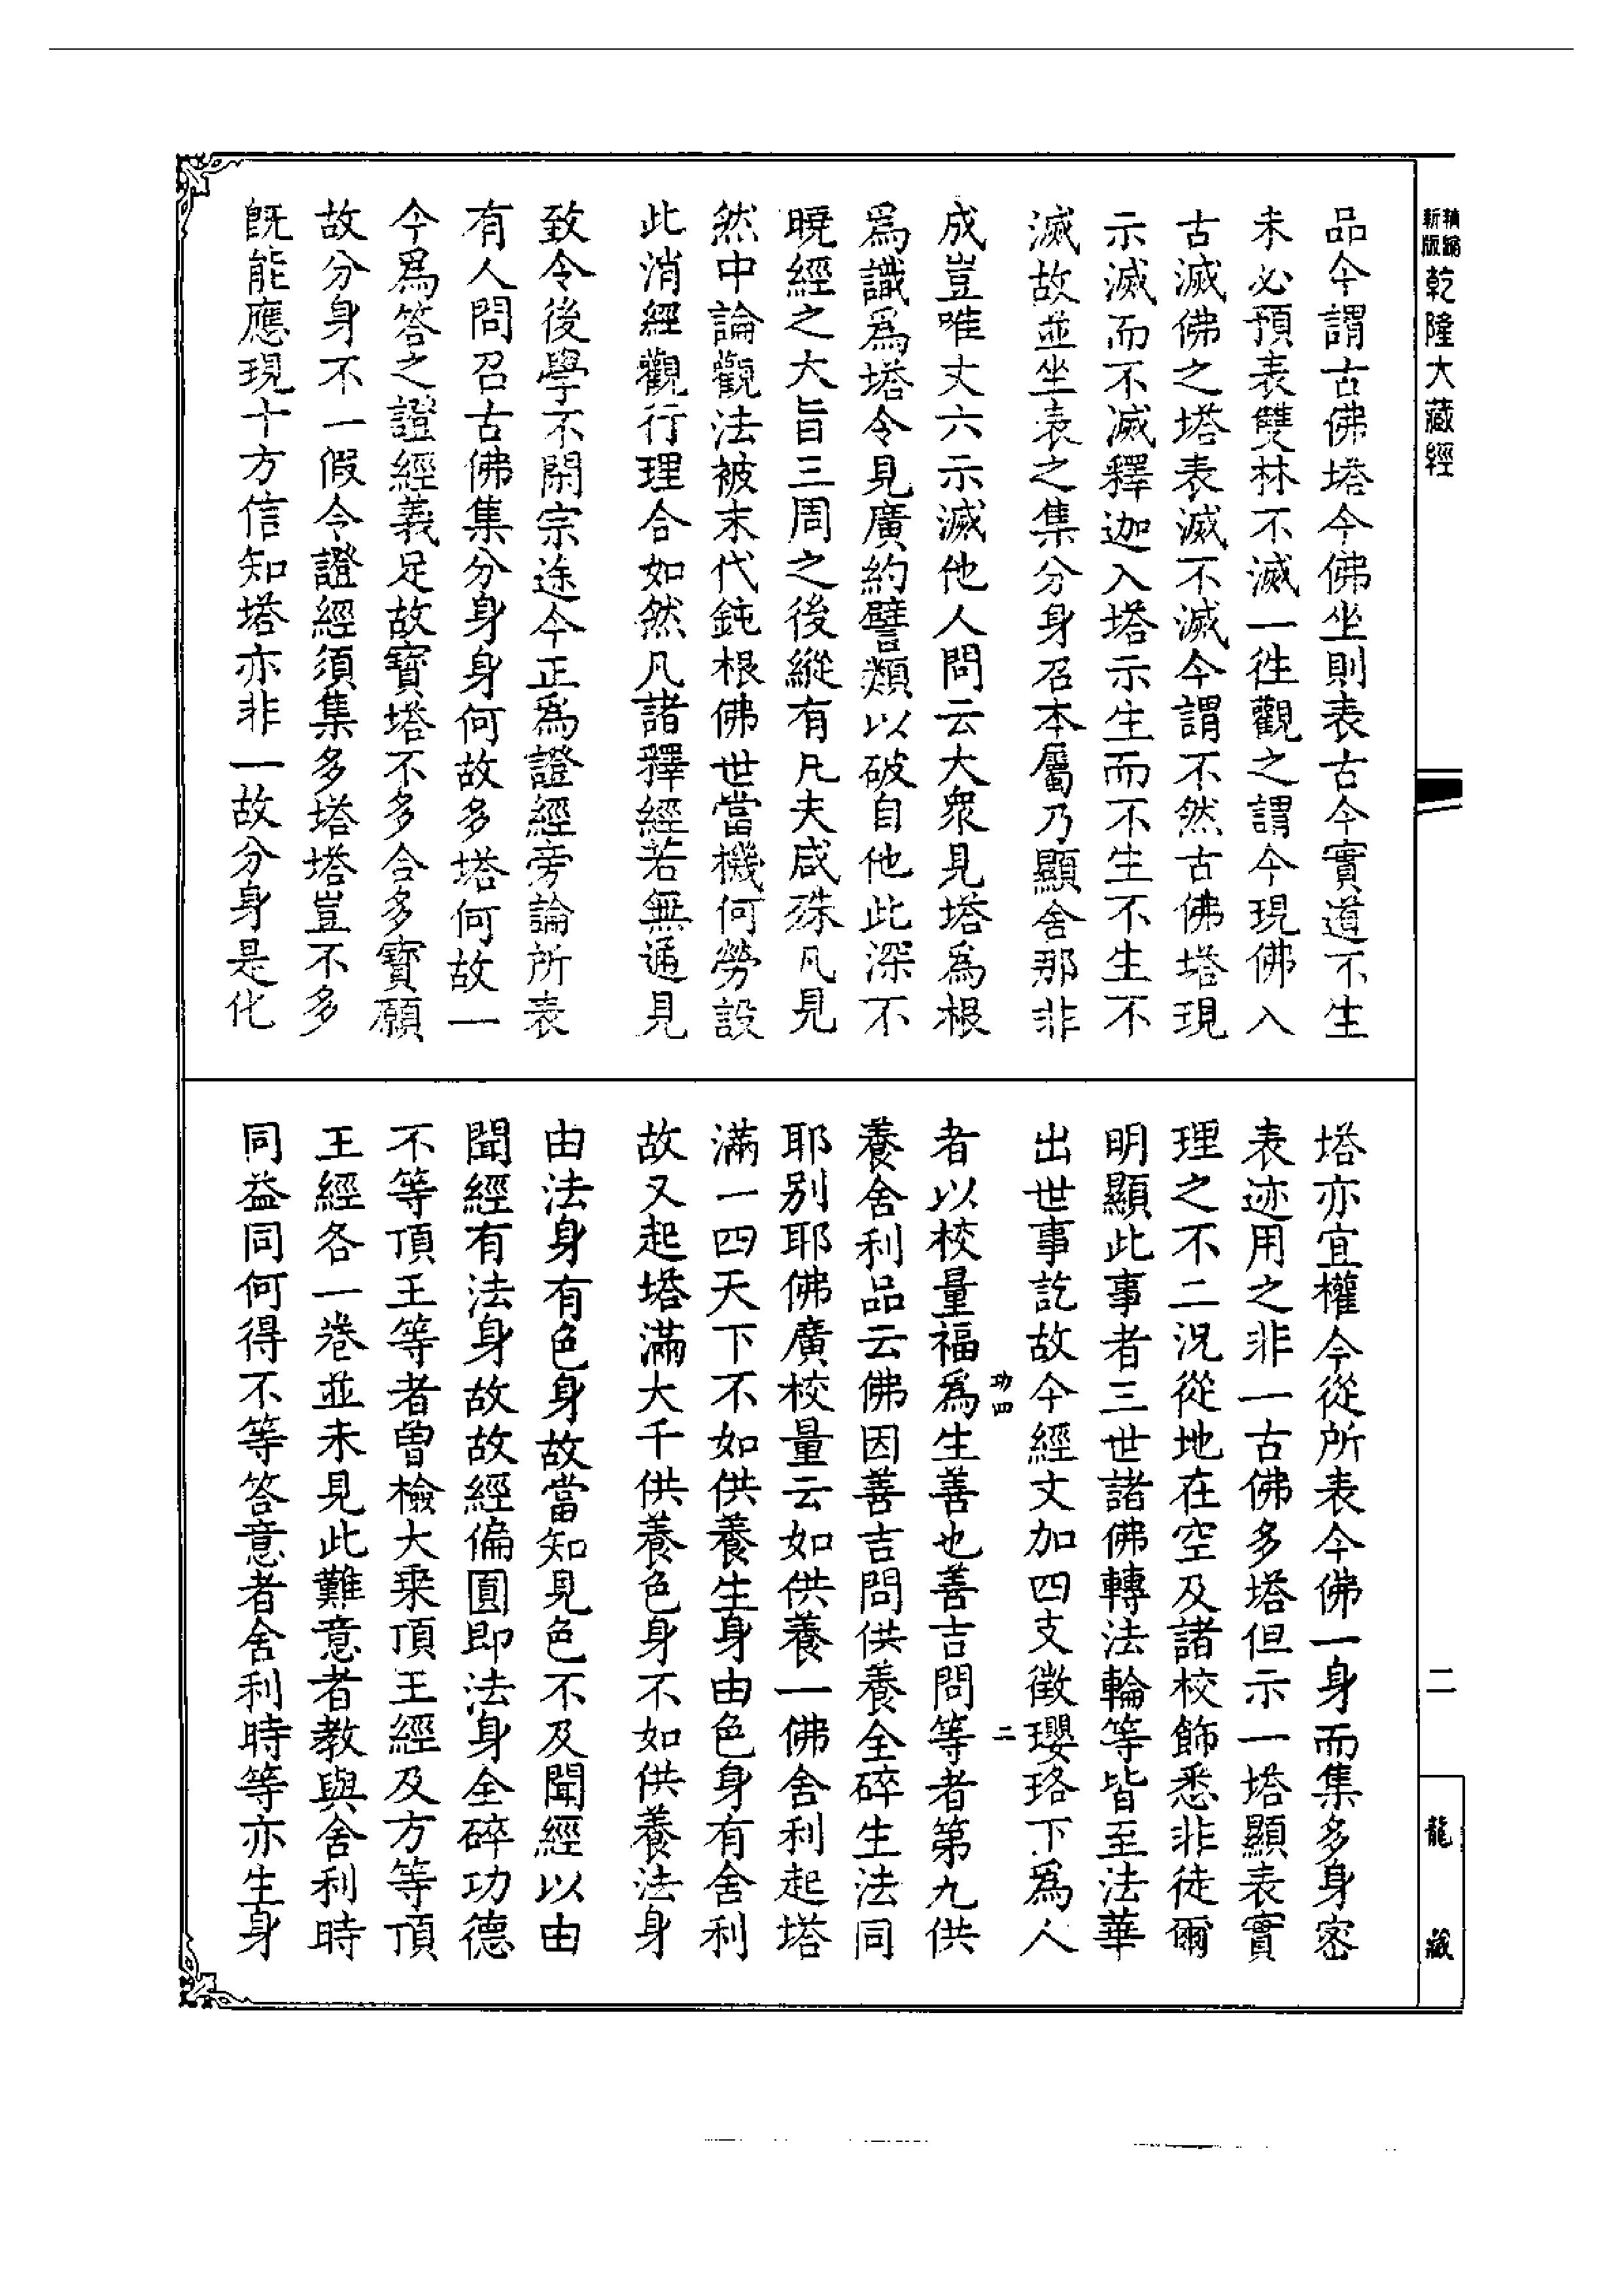 新版精縮乾隆大藏經
品今謂古佛塔今佛坐則表古今實道不生
未必預表雙林不滅一徃觀之謂今現佛入
古滅佛之塔表滅不滅今謂不然古佛塔現
示滅而不滅釋迦入塔示生而不生不生不
滅故並坐表之集分身召本屬乃顯舍那非
成豈唯丈六示滅他人問云大衆見塔為根
為識為塔令見廣約譬類以破自他此深不
曉經之大旨三周之後縱有凡夫咸殊凡見
然中論觀法被末代鈍根佛世當機何勞設
此消經觀行理合如然凡諸釋經若無通見
致令後學不閑宗途今正為證經旁論所表
有人問召古佛集分身身何故多塔何故一
今為答之證經義足故寶塔不多合多寶願
故分身不一假令證經須集多塔塔豈不多
既能應現十方信知塔亦非一故分身是化
塔亦宜權今從所表今佛一身而集多身密
表迹用之非一古佛多塔但示一塔顯表實
理之不二況從地在空及諸校飾悉非徒爾
明顯此事者三世諸佛轉法輪等皆至法華
出世事訖故今經文加四支徵瓔珞下為人
功四 二
者以校量福為生善也善吉問等者第九供
養舍利品云佛因善吉問供養全碎生法同
耶別耶佛廣校量云如供養一佛舍利起塔
滿一四天下不如供養生身由色身有舍利
故又起塔滿大千供養色身不如供養法身
由法身有色身故當知見色不及聞經以由
聞經有法身故故經偏圓即法身全碎功德
不等頂王等者曾檢大乗頂王經及方等頂
王經各一卷並未見此難意者教與舍利時
同益同何得不等答意者舍利時等亦生身
二
龍藏